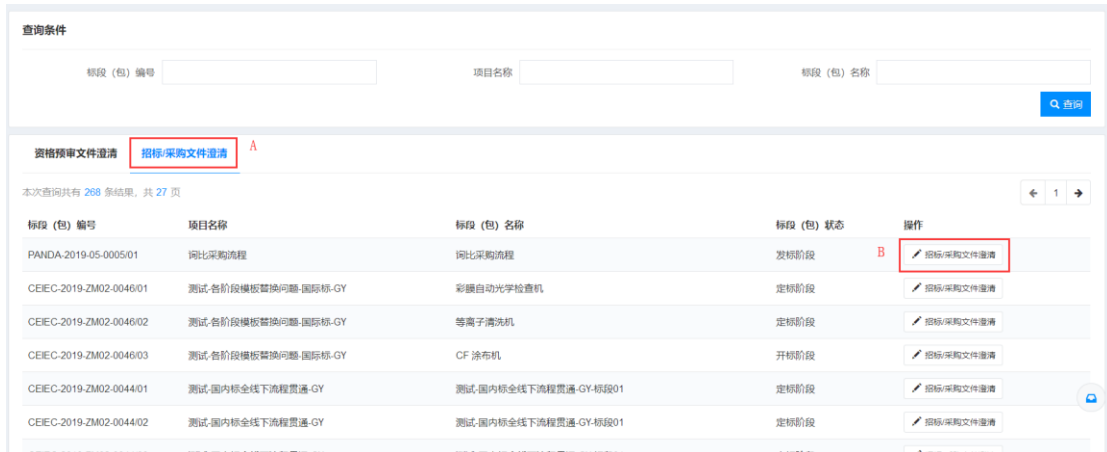 查询条件
标段（包）编号 项目名称 标段（包）名称
查询
资格预审文件澄清 招标/采购文件澄清 A
本次查询共有 268 条结果，共 27 页 1
标段（包）编号 项目名称 标段（包）名称 标段（包）状态 操作
PANDA-2019-05-0005/01 询比采购流程 询比采购流程 发标阶段 B 招标/采购文件澄清
CEIEC-2019-ZM02-0046/01 测试-各阶段模板替换问题-国际标-GY 彩膜自动光学检查机 定标阶段 招标/采购文件澄清
CEIEC-2019-ZM02-0046/02 测试-各阶段模板替换问题-国际标-GY 等离子清洗机 定标阶段 招标/采购文件澄清
CEIEC-2019-ZM02-0046/03 测试-各阶段模板替换问题-国际标-GY CF 涂布机 开标阶段 招标/采购文件澄清
CEIEC-2019-ZM02-0044/01 测试-国内标全线下流程贯通-GY 测试-国内标全线下流程贯通-GY-标段01 定标阶段 招标/采购文件澄清
CEIEC-2019-ZM02-0044/02 测试-国内标全线下流程贯通-GY 测试-国内标全线下流程贯通-GY-标段01 定标阶段 招标/采购文件澄清